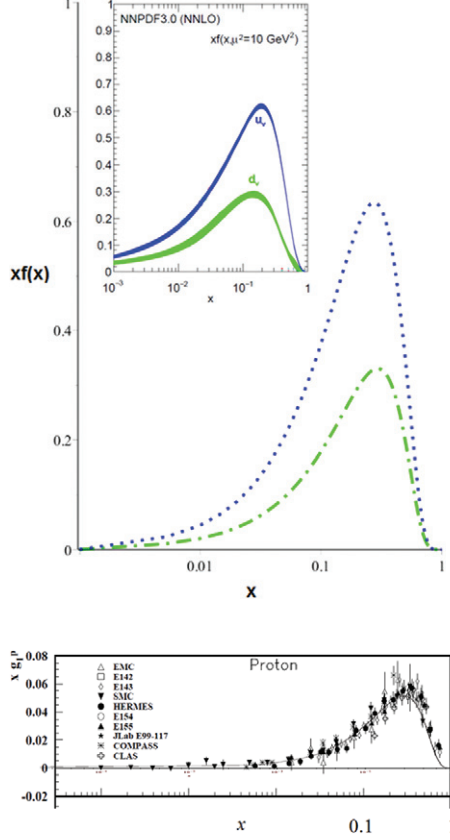 1
0.8
0.6
0.4
0.2
0
xf(x)
0.01
0.1
1
x
NNPDF3.0 (NNLO)
xf(x,μ²=10 GeV²)
1
0.9
0.8
0.7
0.6
0.5
0.4
0.3
0.2
0.1
0
u_v
d_v
10⁻³
10⁻²
10⁻¹
1
x
x g₁ᵖ
0.08
0.06
0.04
0.02
0
-0.02
Proton
EMC
E142
E143
SMC
HERMES
E154
E155
JLab E99-117
COMPASS
CLAS
x
0.1